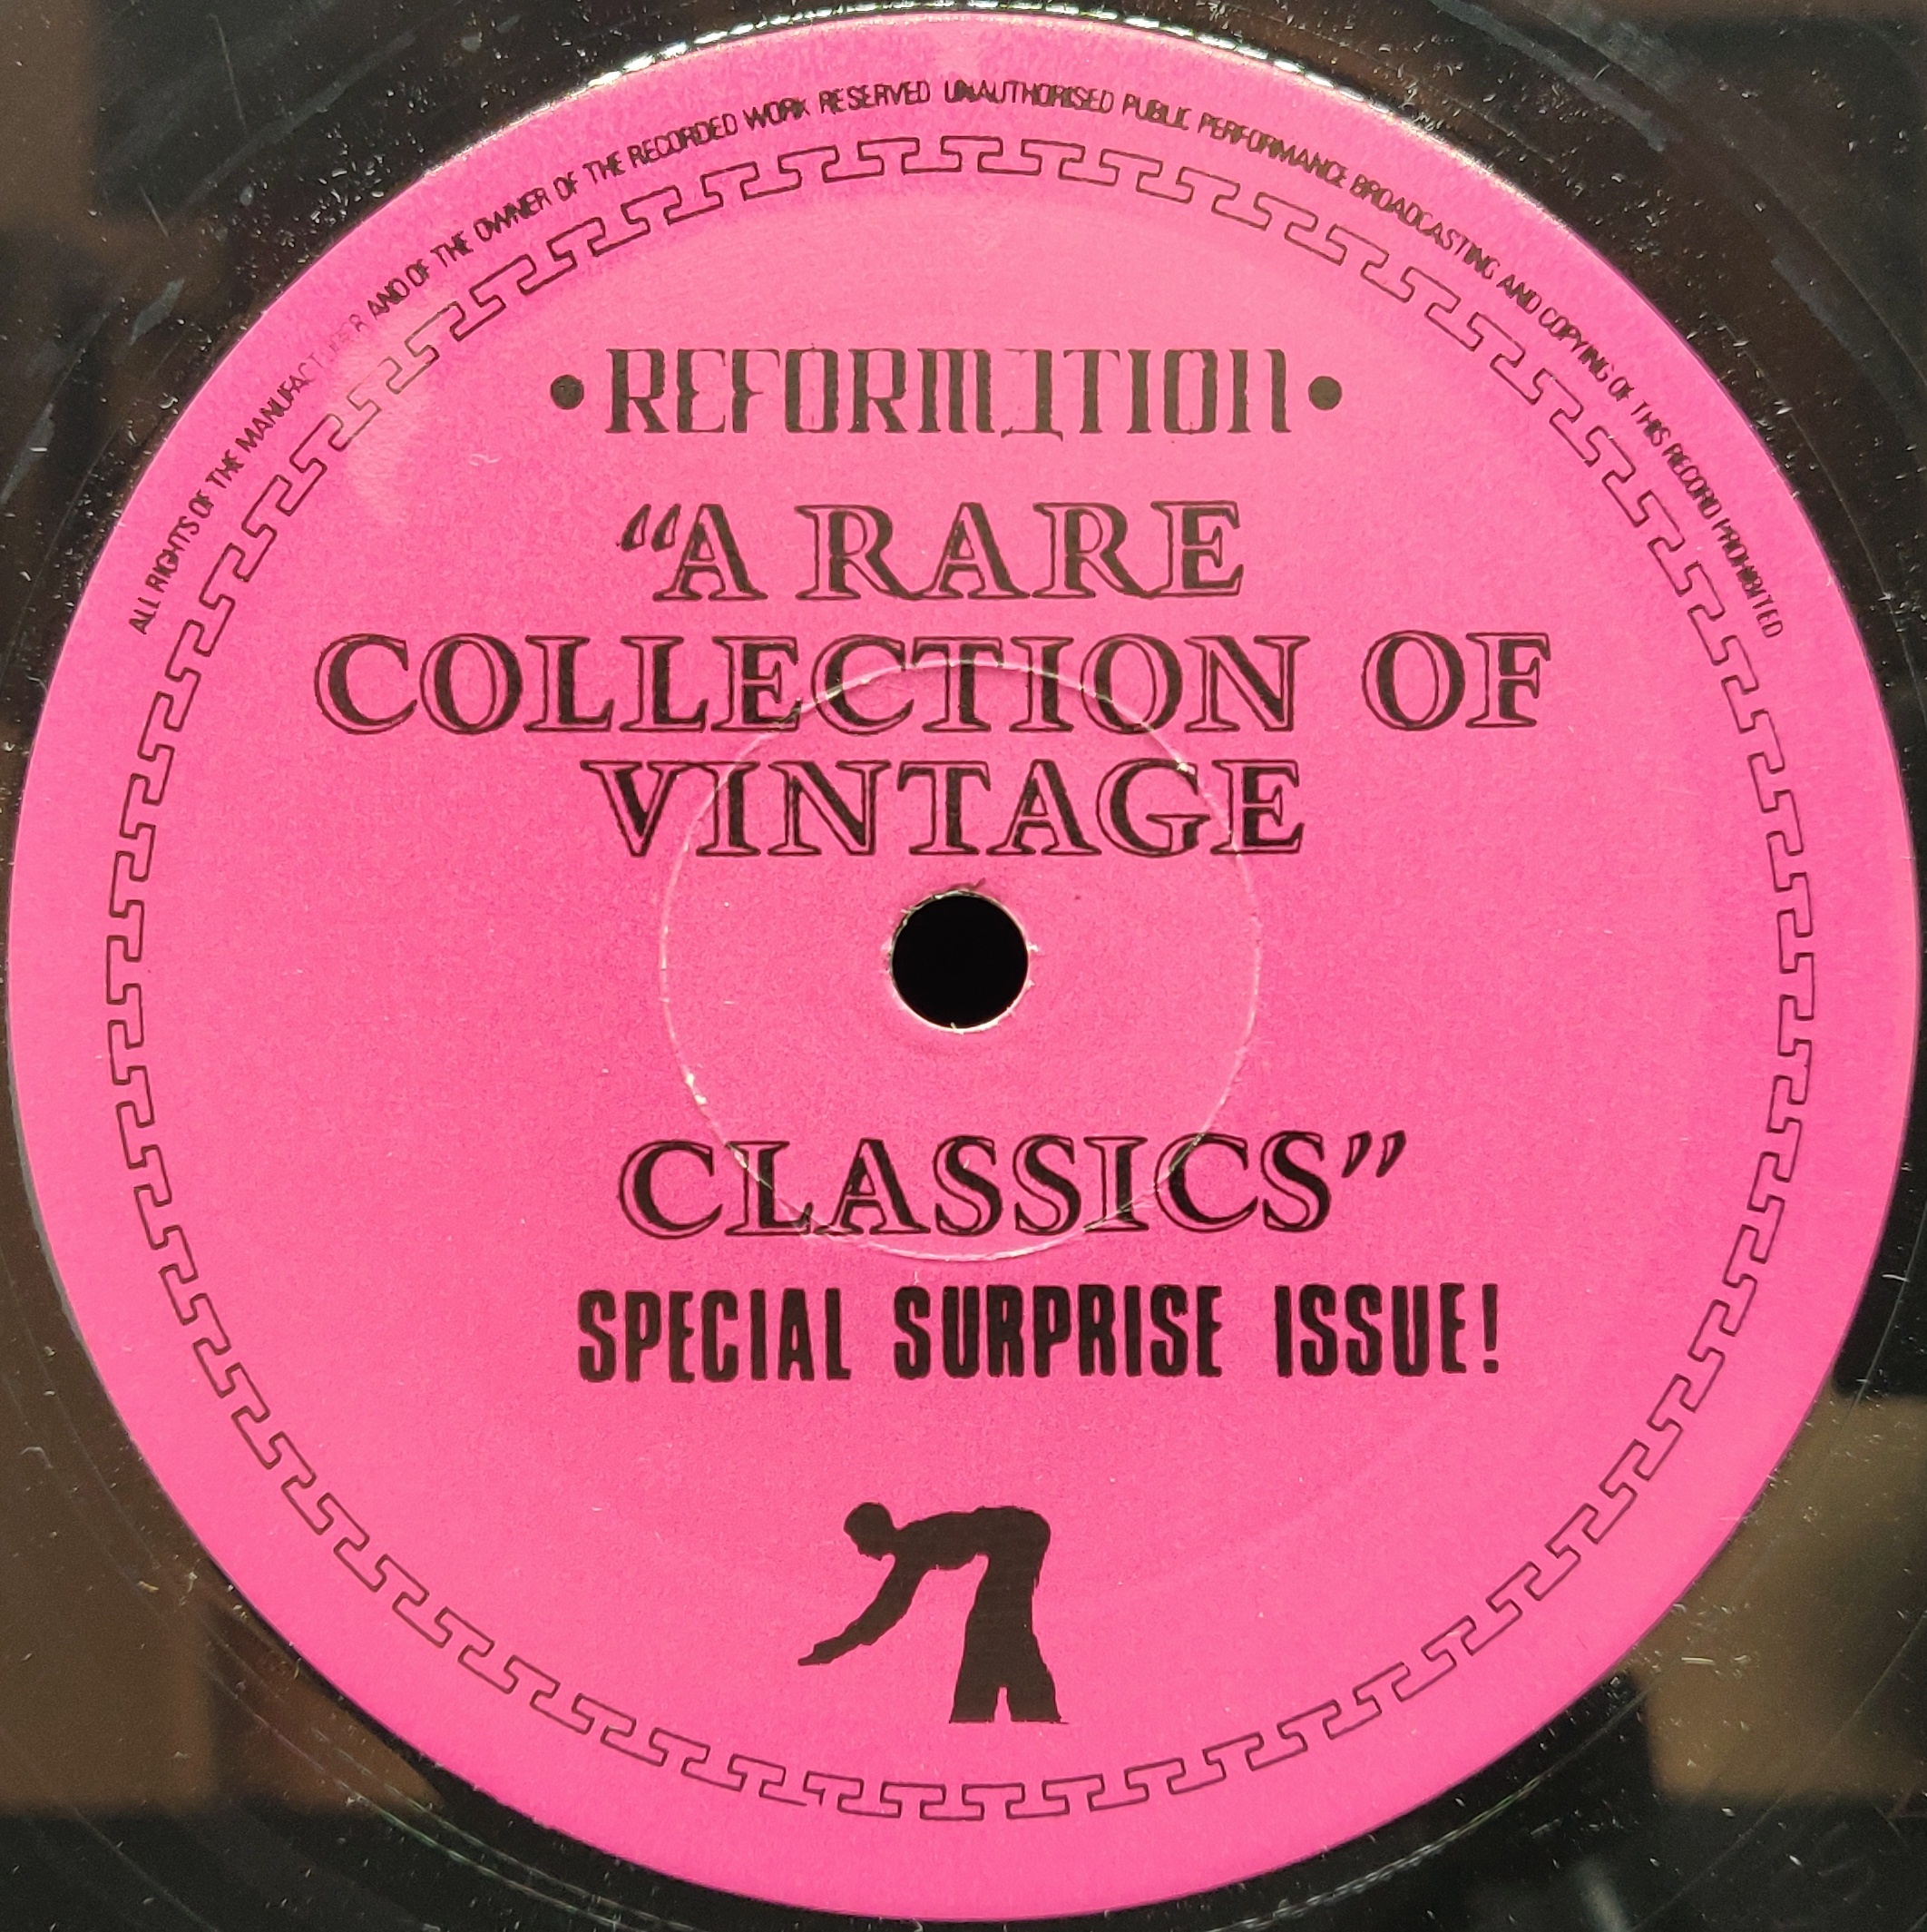 ALL RIGHTS OF THE MANUFACTURER AND OF THE OWNER OF THE RECORDED WORK RESERVED UNAUTHORISED PUBLIC PERFORMANCE BROADCASTING AND COPYING OF THIS RECORD PROHIBITED
•REFORMATION•
“A RARE
COLLECTION OF
VINTAGE
CLASSICS”
SPECIAL SURPRISE ISSUE!